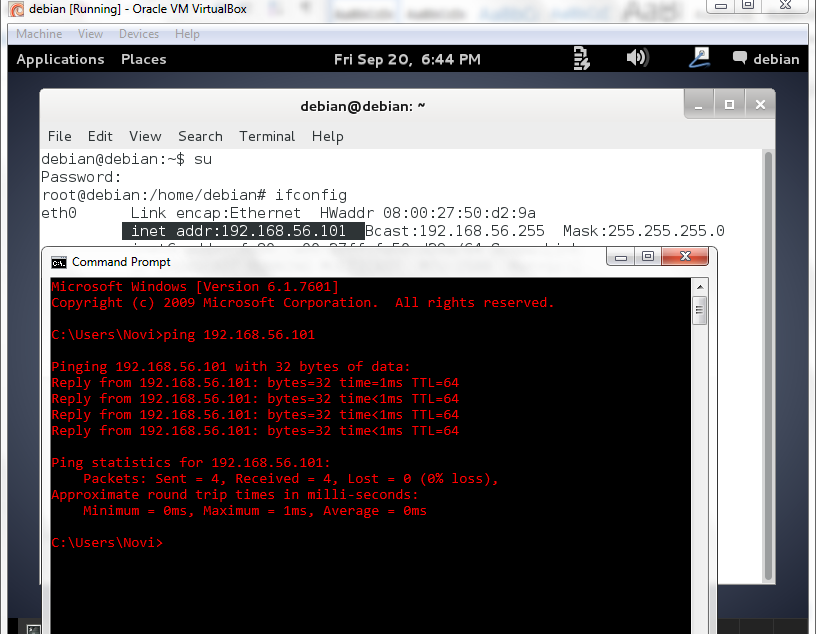 debian [Running] - Oracle VM VirtualBox
Machine View Devices Help
Applications Places Fri Sep 20, 6:44 PM debian
debian@debian: ~
File Edit View Search Terminal Help
debian@debian:~$ su
Password:
root@debian:/home/debian# ifconfig
eth0 Link encap:Ethernet HWaddr 08:00:27:50:d2:9a
inet addr:192.168.56.101 Bcast:192.168.56.255 Mask:255.255.255.0
Command Prompt
Microsoft Windows [Version 6.1.7601]
Copyright (c) 2009 Microsoft Corporation. All rights reserved.
C:\Users\Novi>ping 192.168.56.101
Pinging 192.168.56.101 with 32 bytes of data:
Reply from 192.168.56.101: bytes=32 time=1ms TTL=64
Reply from 192.168.56.101: bytes=32 time<1ms TTL=64
Reply from 192.168.56.101: bytes=32 time<1ms TTL=64
Reply from 192.168.56.101: bytes=32 time<1ms TTL=64
Ping statistics for 192.168.56.101:
Packets: Sent = 4, Received = 4, Lost = 0 (0% loss),
Approximate round trip times in milli-seconds:
Minimum = 0ms, Maximum = 1ms, Average = 0ms
C:\Users\Novi>